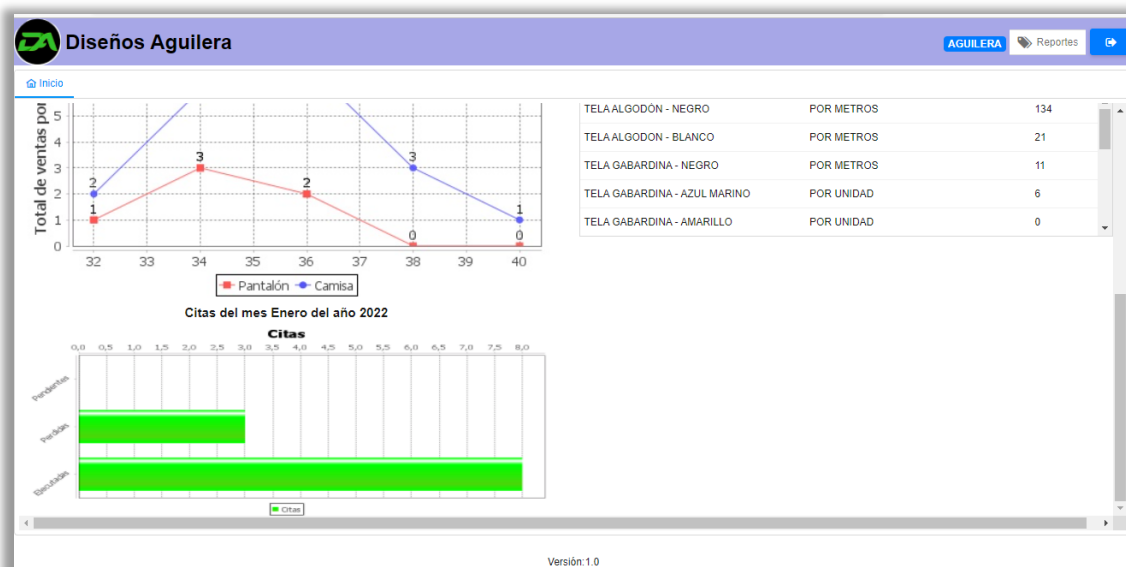 DA Diseños Aguilera
AGUILERA Reportes
Inicio
Total de ventas por
5
4
3
2
1
0
2
1
3
2
3
0
1
0
32 33 34 35 36 37 38 39 40
Pantalón Camisa
TELA ALGODÓN - NEGRO POR METROS 134
TELA ALGODON - BLANCO POR METROS 21
TELA GABARDINA - NEGRO POR METROS 11
TELA GABARDINA - AZUL MARINO POR UNIDAD 6
TELA GABARDINA - AMARILLO POR UNIDAD 0
Citas del mes Enero del año 2022
Citas
0,0 0,5 1,0 1,5 2,0 2,5 3,0 3,5 4,0 4,5 5,0 5,5 6,0 6,5 7,0 7,5 8,0
Pendientes
Perdidas
Ejecutadas
Citas
Versión:1.0